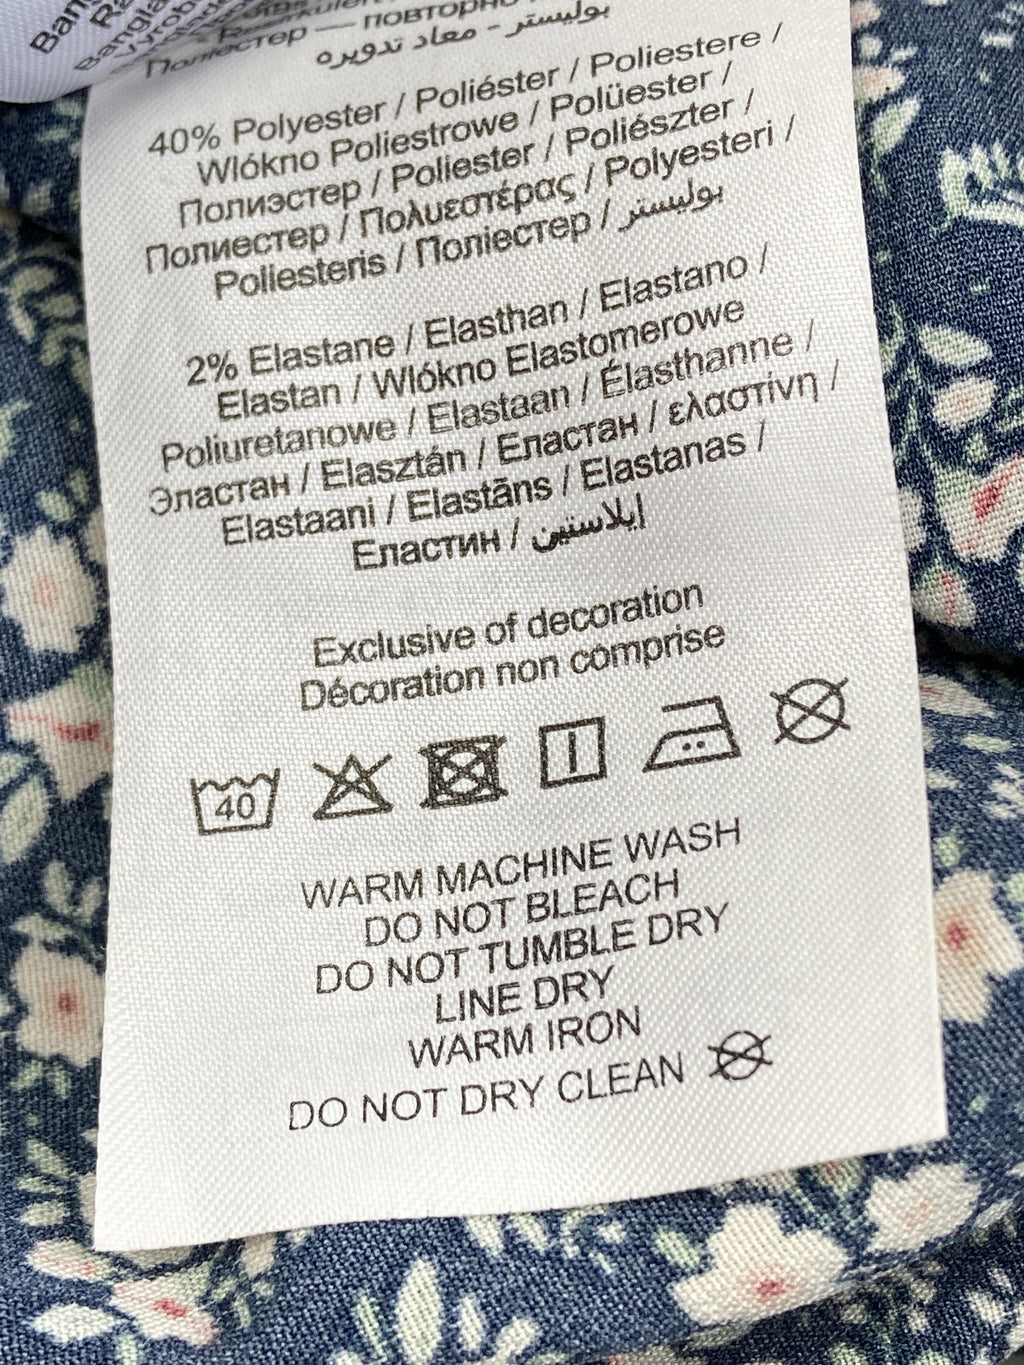 Поліестер — повторно
بوليستر - معاد تدويره
40% Polyester / Poliéster / Poliestere /
Wlókno Poliestrowe / Polüester /
Полиэстер / Poliester / Poliészter /
Полиестер / Πολυεστέρας / Polyesteri /
Poliesteris / Поліестер / بوليستر
2% Elastane / Elasthan / Elastano /
Elastan / Wlókno Elastomerowe
Poliuretanowe / Elastaan / Élasthanne /
Эластан / Elasztán / Еластан / ελαστίνη /
Elastaani / Elastāns / Elastanas /
Еластин / إيلاستين
Exclusive of decoration
Décoration non comprise
40
WARM MACHINE WASH
DO NOT BLEACH
DO NOT TUMBLE DRY
LINE DRY
WARM IRON
DO NOT DRY CLEAN